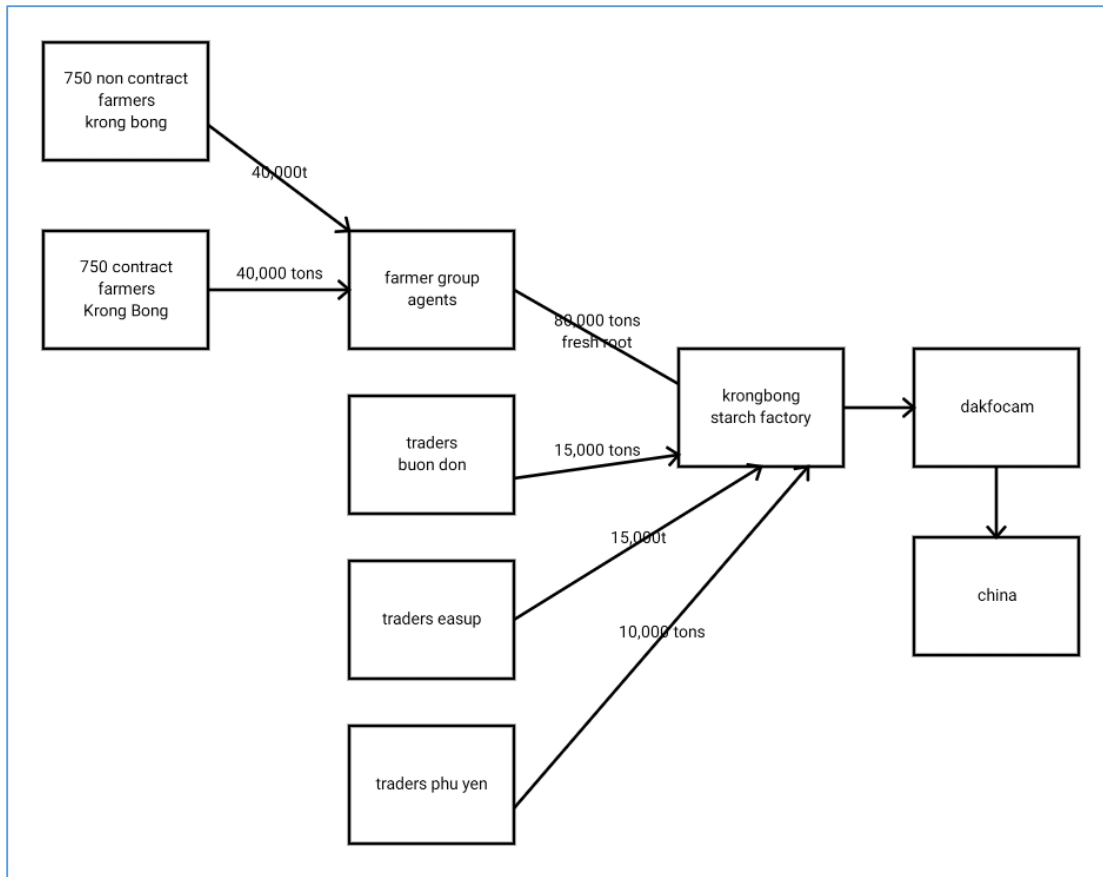 750 non contract
farmers
krong bong
40,000t
750 contract
farmers
Krong Bong
40,000 tons
farmer group
agents
80,000 tons
fresh root
krongbong
starch factory
dakfocam
traders
buon don
15,000 tons
15,000t
china
traders easup
10,000 tons
traders phu yen